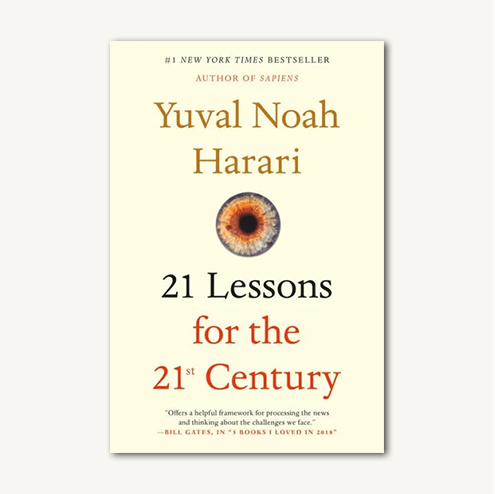 #1 NEW YORK TIMES BESTSELLER
AUTHOR OF SAPIENS
Yuval Noah
Harari
21 Lessons
for the
21st Century
"Offers a helpful framework for processing the news
and thinking about the challenges we face."
—BILL GATES, IN "5 BOOKS I LOVED IN 2018"